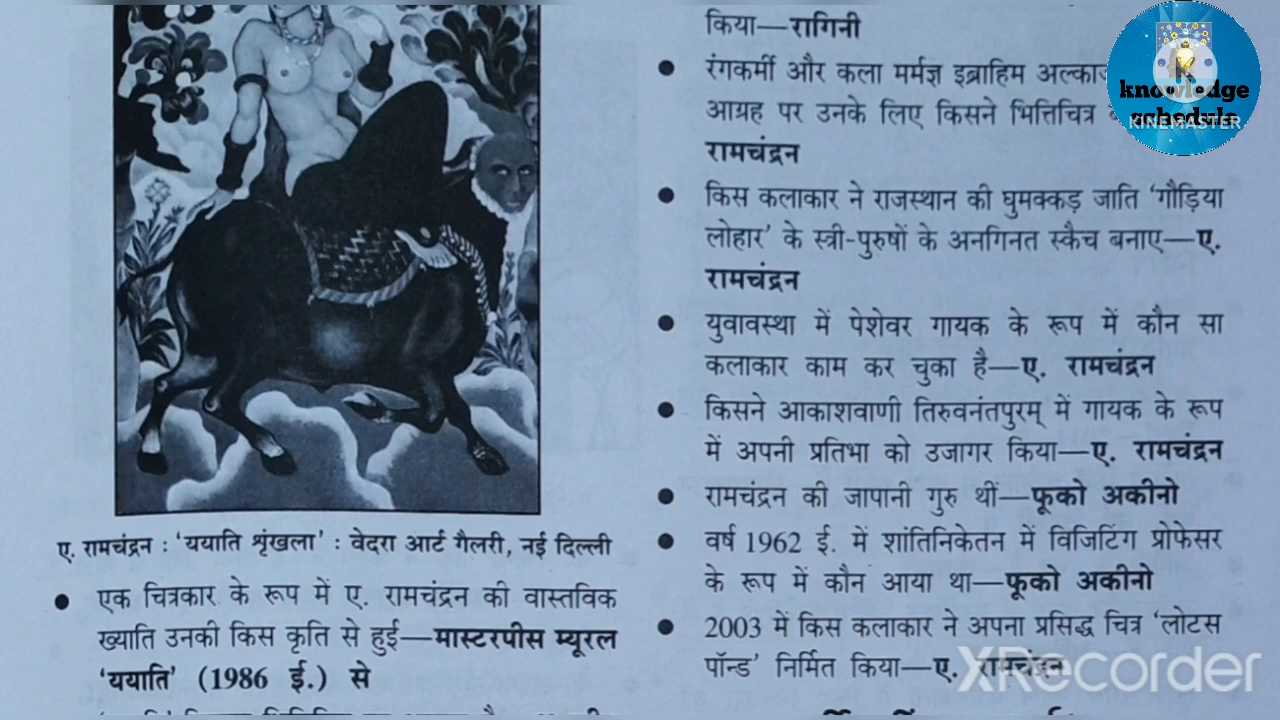 ए. रामचंद्रन : 'ययाति शृंखला' : वेदरा आर्ट गैलरी, नई दिल्ली
● एक चित्रकार के रूप में ए. रामचंद्रन की वास्तविक
ख्याति उनकी किस कृति से हुई—मास्टरपीस म्यूरल
'ययाति' (1986 ई.) से
किया—रागिनी
● रंगकर्मी और कला मर्मज्ञ इब्राहिम
आग्रह पर उनके लिए किसने भित्तिचित्र
रामचंद्रन
● किस कलाकार ने राजस्थान की घुमक्कड़ जाति 'गौड़िया
लोहार' के स्त्री-पुरुषों के अनगिनत स्कैच बनाए—ए.
रामचंद्रन
● युवावस्था में पेशेवर गायक के रूप में कौन सा
कलाकार काम कर चुका है—ए. रामचंद्रन
● किसने आकाशवाणी तिरुवनंतपुरम् में गायक के रूप
में अपनी प्रतिभा को उजागर किया—ए. रामचंद्रन
● रामचंद्रन की जापानी गुरु थीं—फूको अकीनो
● वर्ष 1962 ई. में शांतिनिकेतन में विजिटिंग प्रोफेसर
के रूप में कौन आया था—फूको अकीनो
● 2003 में किस कलाकार ने अपना प्रसिद्ध चित्र 'लोटस
पॉन्ड' निर्मित किया—ए. रामचंद्रन
knowledge
schedule
KINEMASTER
XRecorder